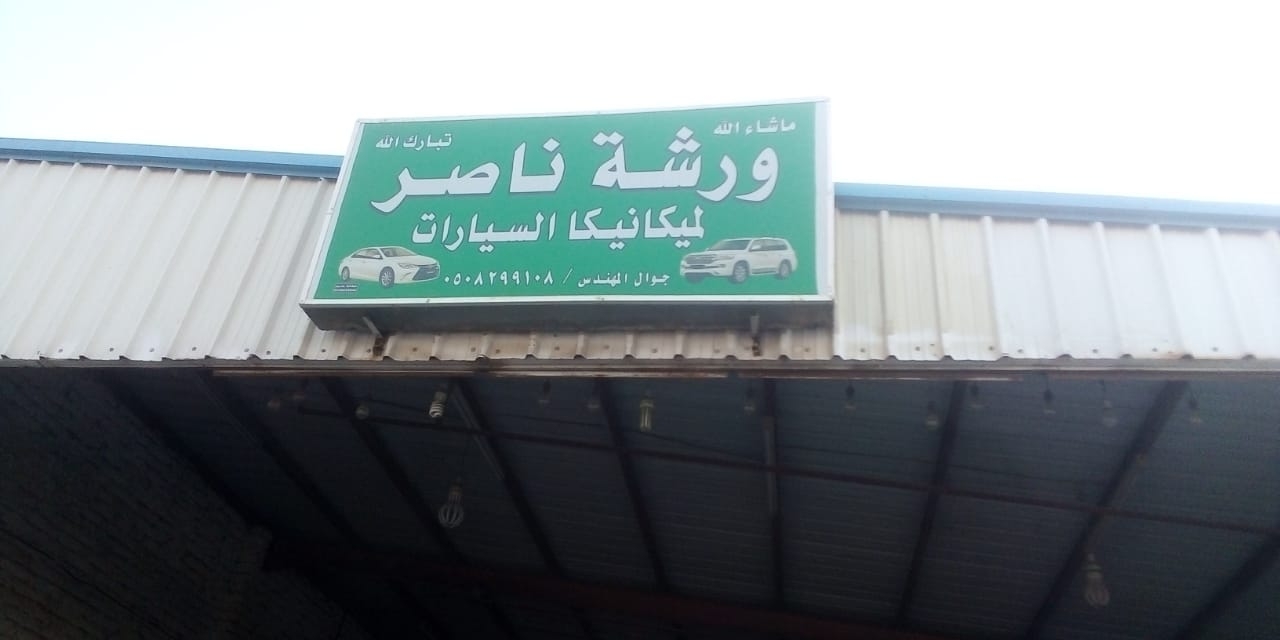 ماشاء الله تبارك الله
ورشة ناصر
لميكانيكا السيارات
جوال المهندس / ٠٥٠٨٢٩٩١٠٨